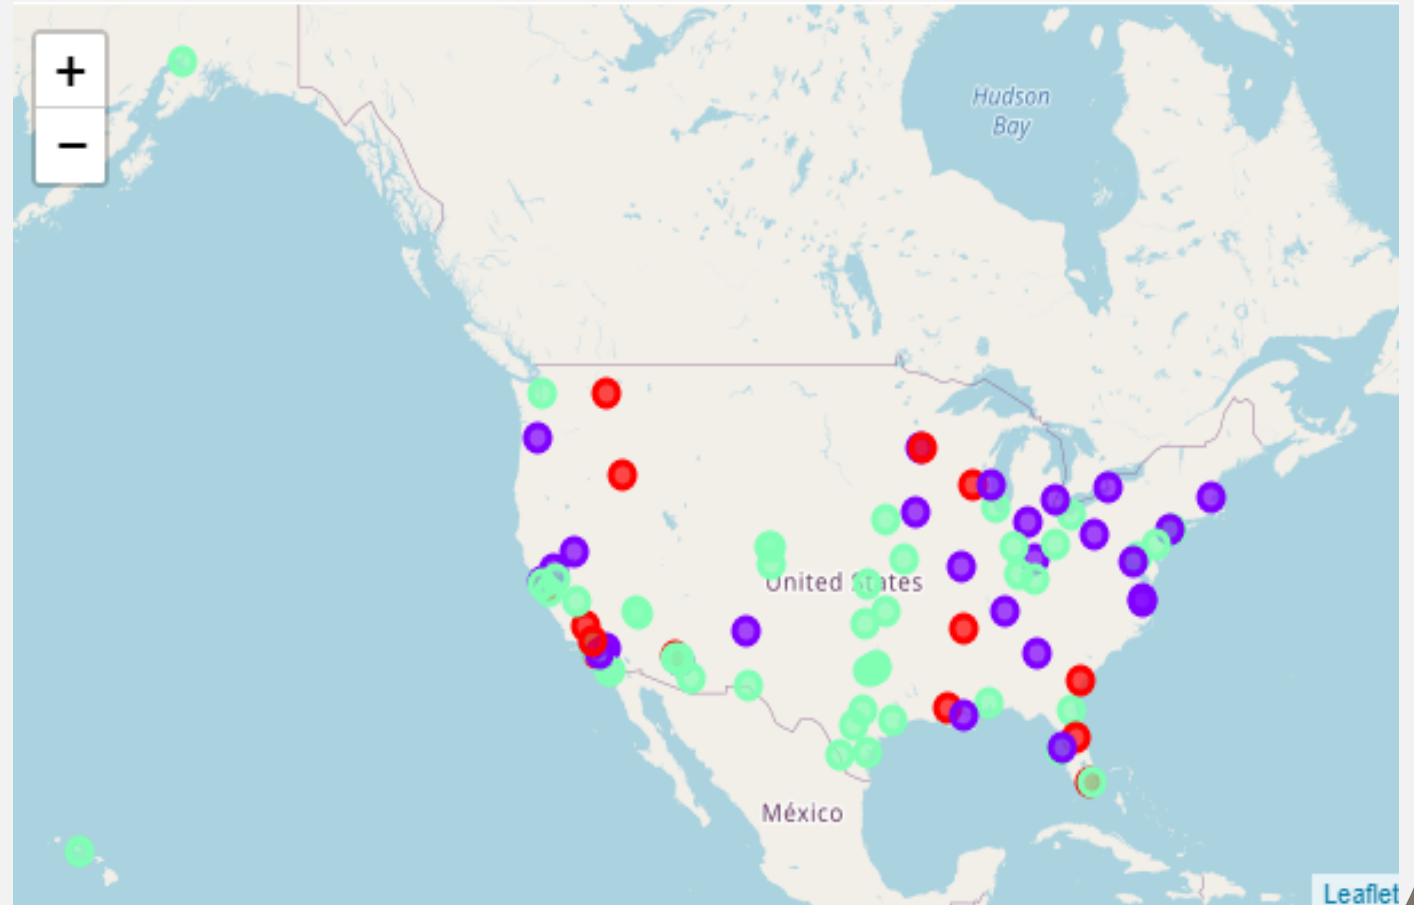 +
−
Hudson
Bay
United States
México
Leaflet